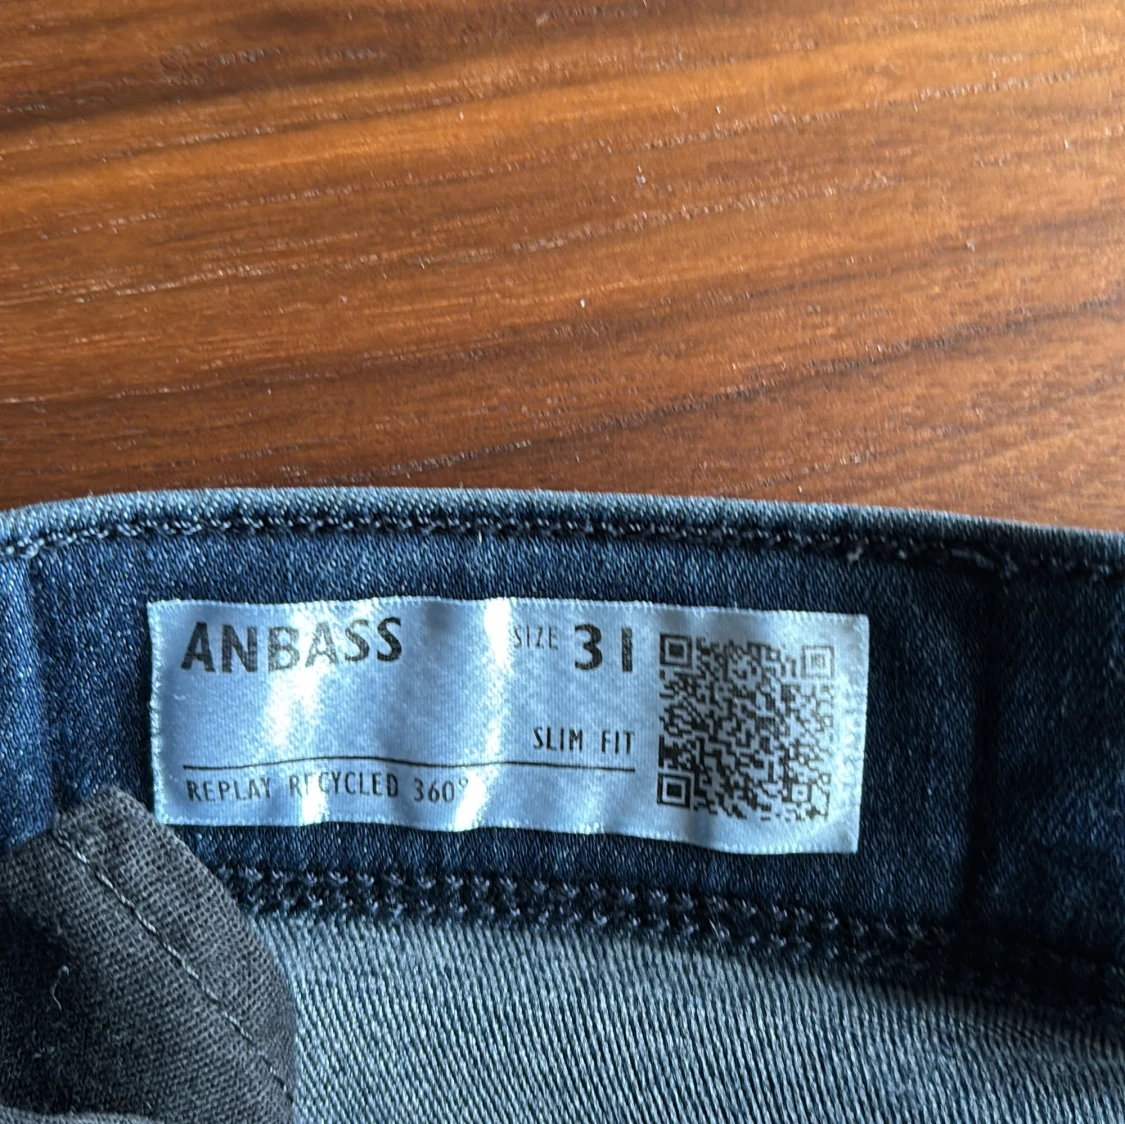 ANBASS
SIZE 31
SLIM FIT
REPLAY RECYCLED 360°